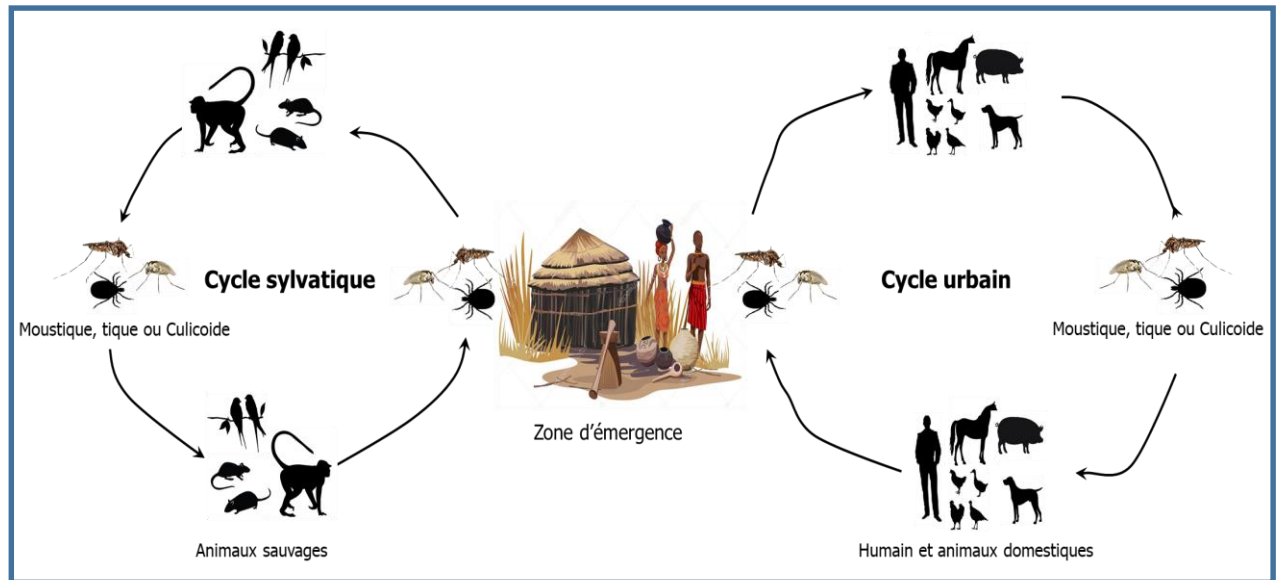 Cycle sylvatique
Cycle urbain
Moustique, tique ou Culicoide
Moustique, tique ou Culicoide
Zone d'émergence
Animaux sauvages
Humain et animaux domestiques